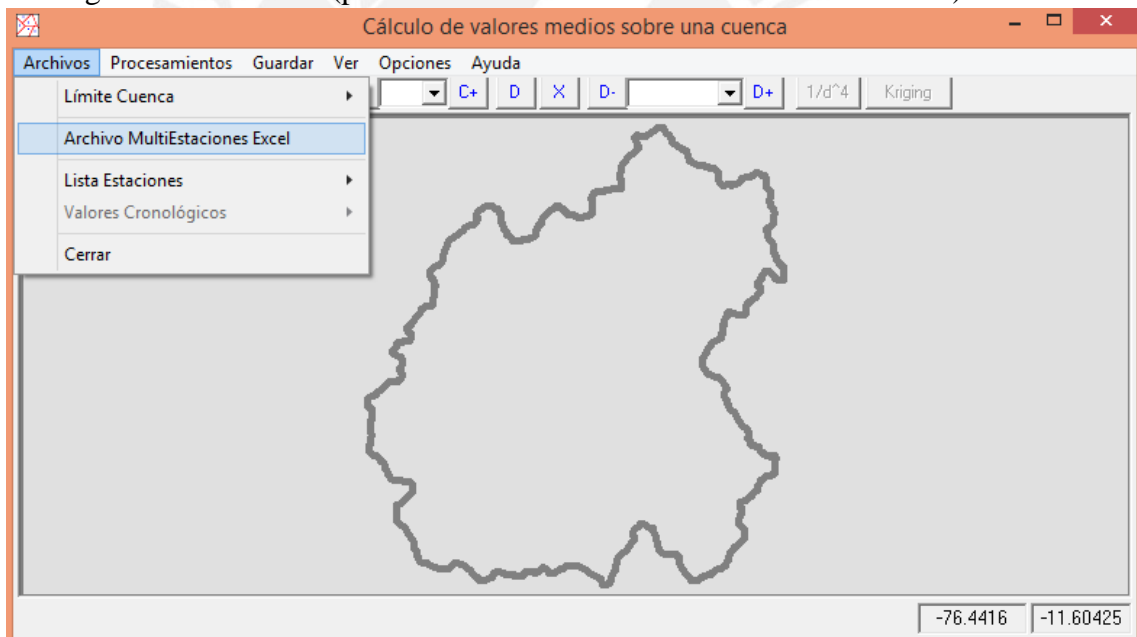 Cálculo de valores medios sobre una cuenca
Archivos Procesamientos Guardar Ver Opciones Ayuda
C+ D X D- D+ 1/d^4 Kriging
Límite Cuenca
Archivo MultiEstaciones Excel
Lista Estaciones
Valores Cronológicos
Cerrar
-76.4416 -11.60425